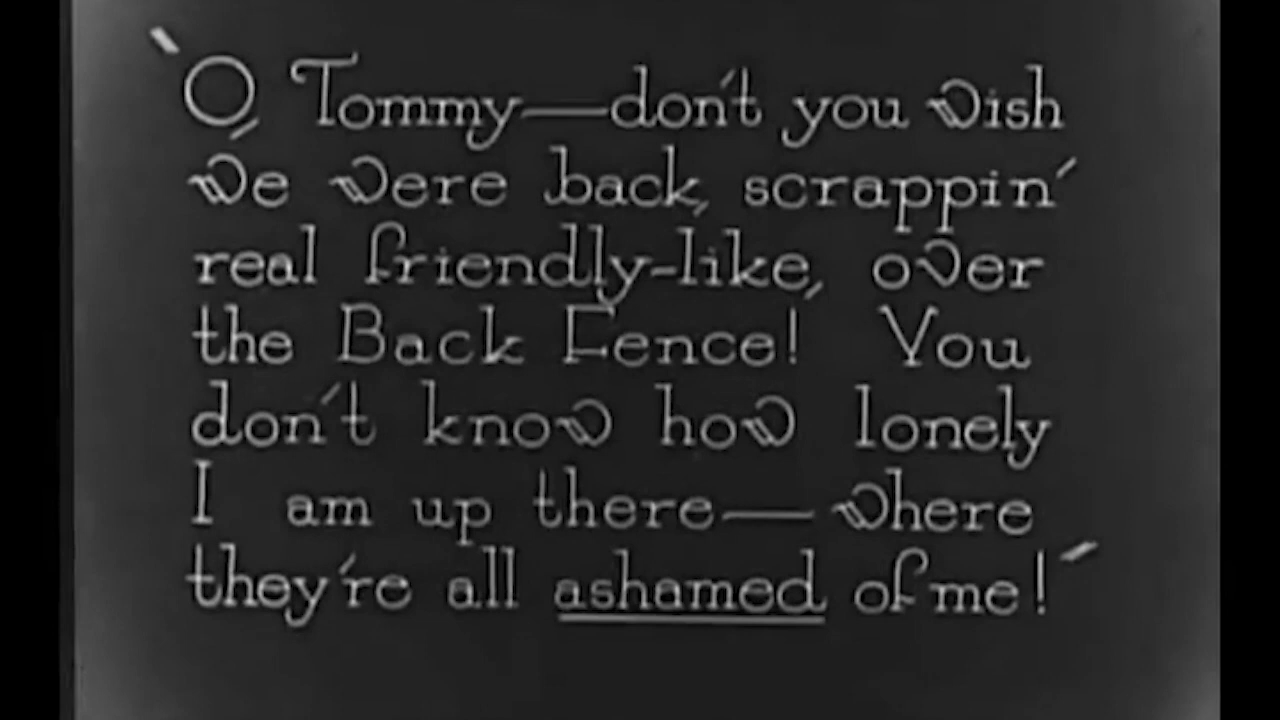 'O, Tommy—don't you wish
we were back, scrappin'
real friendly-like, over
the Back Fence! You
don't know how lonely
I am up there—where
they're all ashamed of me!'